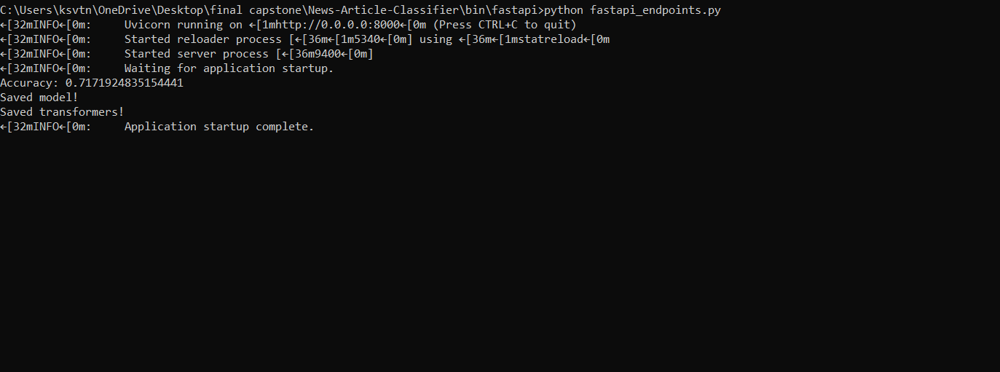 C:\Users\ksvtn\OneDrive\Desktop\final capstone\News-Article-Classifier\bin\fastapi>python fastapi_endpoints.py
←[32mINFO←[0m:     Uvicorn running on ←[1mhttp://0.0.0.0:8000←[0m (Press CTRL+C to quit)
←[32mINFO←[0m:     Started reloader process [←[36m←[1m5340←[0m] using ←[36m←[1mstatreload←[0m
←[32mINFO←[0m:     Started server process [←[36m9400←[0m]
←[32mINFO←[0m:     Waiting for application startup.
Accuracy: 0.7171924835154441
Saved model!
Saved transformers!
←[32mINFO←[0m:     Application startup complete.